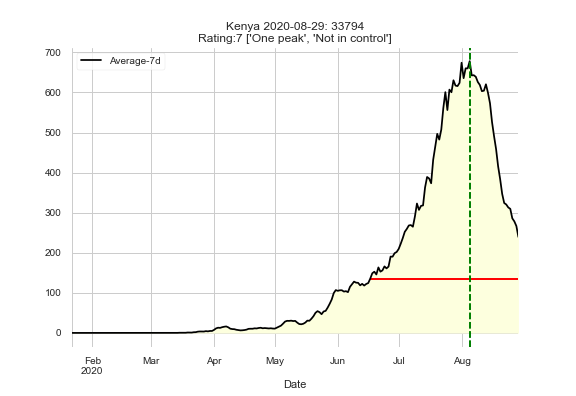 Kenya 2020-08-29: 33794
Rating:7 ['One peak', 'Not in control']
Average-7d
700
600
500
400
300
200
100
0
Feb Mar Apr May Jun Jul Aug
2020
Date